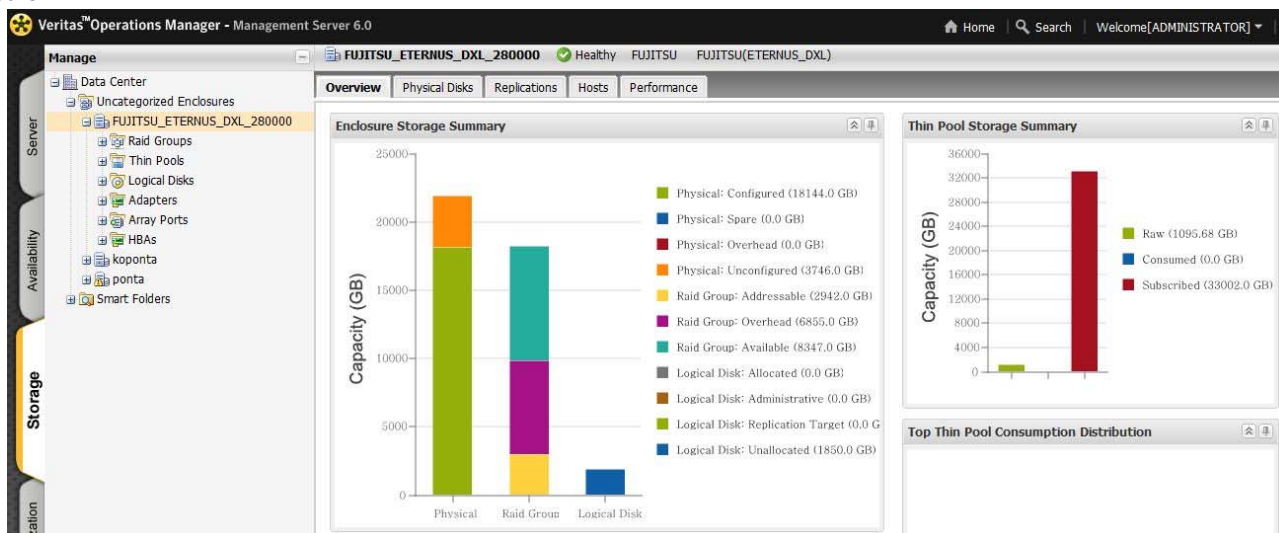 Veritas™Operations Manager - Management Server 6.0
Home
Search
Welcome[ADMINISTRATOR]
Server
Availability
Storage
Manage
Data Center
Uncategorized Enclosures
FUJITSU_ETERNUS_DXL_280000
Raid Groups
Thin Pools
Logical Disks
Adapters
Array Ports
HBAs
koponta
ponta
Smart Folders
FUJITSU_ETERNUS_DXL_280000 Healthy FUJITSU FUJITSU(ETERNUS_DXL)
Overview Physical Disks Replications Hosts Performance
Enclosure Storage Summary
Capacity (GB)
25000
20000
15000
10000
5000
0
Physical Raid Group Logical Disk
Physical: Configured (18144.0 GB)
Physical: Spare (0.0 GB)
Physical: Overhead (0.0 GB)
Physical: Unconfigured (3746.0 GB)
Raid Group: Addressable (2942.0 GB)
Raid Group: Overhead (6855.0 GB)
Raid Group: Available (8347.0 GB)
Logical Disk: Allocated (0.0 GB)
Logical Disk: Administrative (0.0 GB)
Logical Disk: Replication Target (0.0 G
Logical Disk: Unallocated (1850.0 GB)
Thin Pool Storage Summary
Capacity (GB)
36000
32000
28000
24000
20000
16000
12000
8000
4000
0
Raw (1095.68 GB)
Consumed (0.0 GB)
Subscribed (33002.0 GB)
Top Thin Pool Consumption Distribution